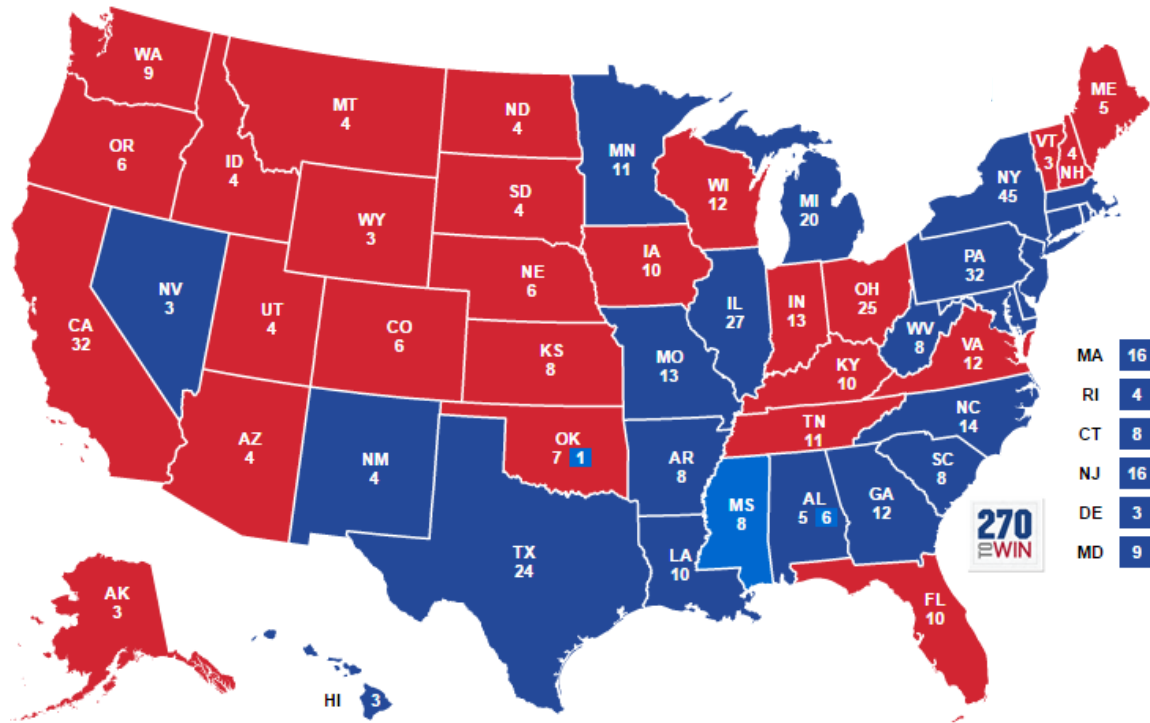 WA
9
MT
4
ND
4
MN
11
ME
5
VT
3
4
NH
OR
6
ID
4
SD
4
WI
12
MI
20
NY
45
WY
3
IA
10
PA
32
NE
6
NV
3
UT
4
CO
6
IL
27
IN
13
OH
25
WV
8
VA
12
CA
32
KS
8
MO
13
KY
10
MA 16
RI 4
CT 8
NJ 16
DE 3
MD 9
NC
14
TN
11
AZ
4
NM
4
OK
7 1
AR
8
SC
8
MS
8
AL
5 6
GA
12
270
TO WIN
TX
24
LA
10
FL
10
AK
3
HI 3